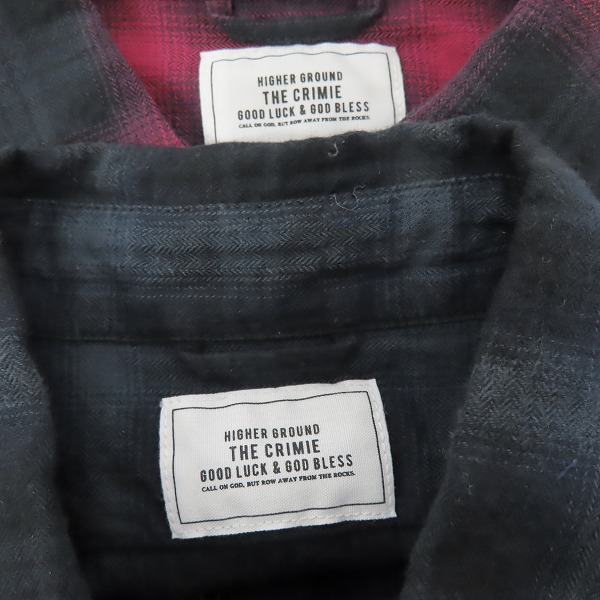 HIGHER GROUND
THE CRIMIE
GOOD LUCK & GOD BLESS
CALL ON GOD, BUT ROW AWAY FROM THE ROCKS.
HIGHER GROUND
THE CRIMIE
GOOD LUCK & GOD BLESS
CALL ON GOD, BUT ROW AWAY FROM THE ROCKS.